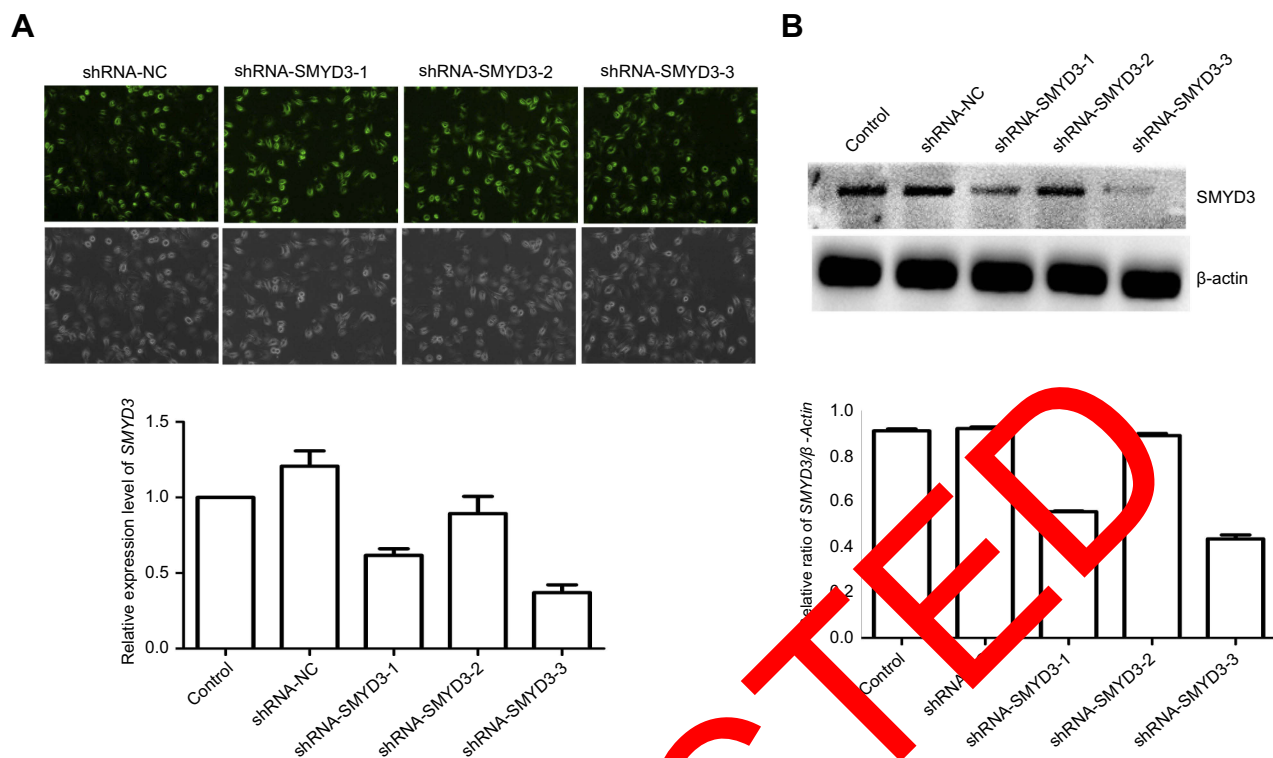 A
shRNA-NC
shRNA-SMYD3-1
shRNA-SMYD3-2
shRNA-SMYD3-3
Relative expression level of SMYD3
1.5
1.0
0.5
0.0
Control
shRNA-NC
shRNA-SMYD3-1
shRNA-SMYD3-2
shRNA-SMYD3-3
B
Control
shRNA-NC
shRNA-SMYD3-1
shRNA-SMYD3-2
shRNA-SMYD3-3
SMYD3
β-actin
elative ratio of SMYD3/β -Actin
1.0
0.8
0.6
0.4
0.2
0.0
Control
shRNA-
shRNA-SMYD3-1
shRNA-SMYD3-2
shRNA-SMYD3-3
CTED